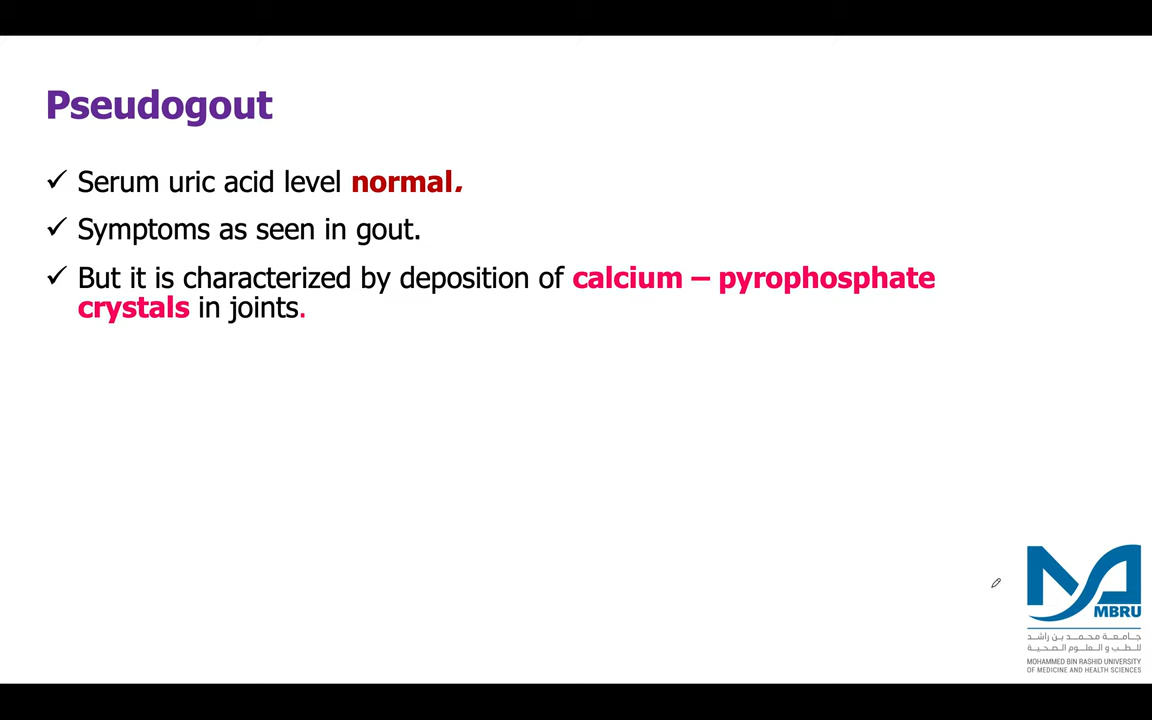 Pseudogout
✓ Serum uric acid level normal.
✓ Symptoms as seen in gout.
✓ But it is characterized by deposition of calcium – pyrophosphate
crystals in joints.
MBRU
جامعة محمد بن راشد
للطب و العلوم الصحية
MOHAMMED BIN RASHID UNIVERSITY
OF MEDICINE AND HEALTH SCIENCES